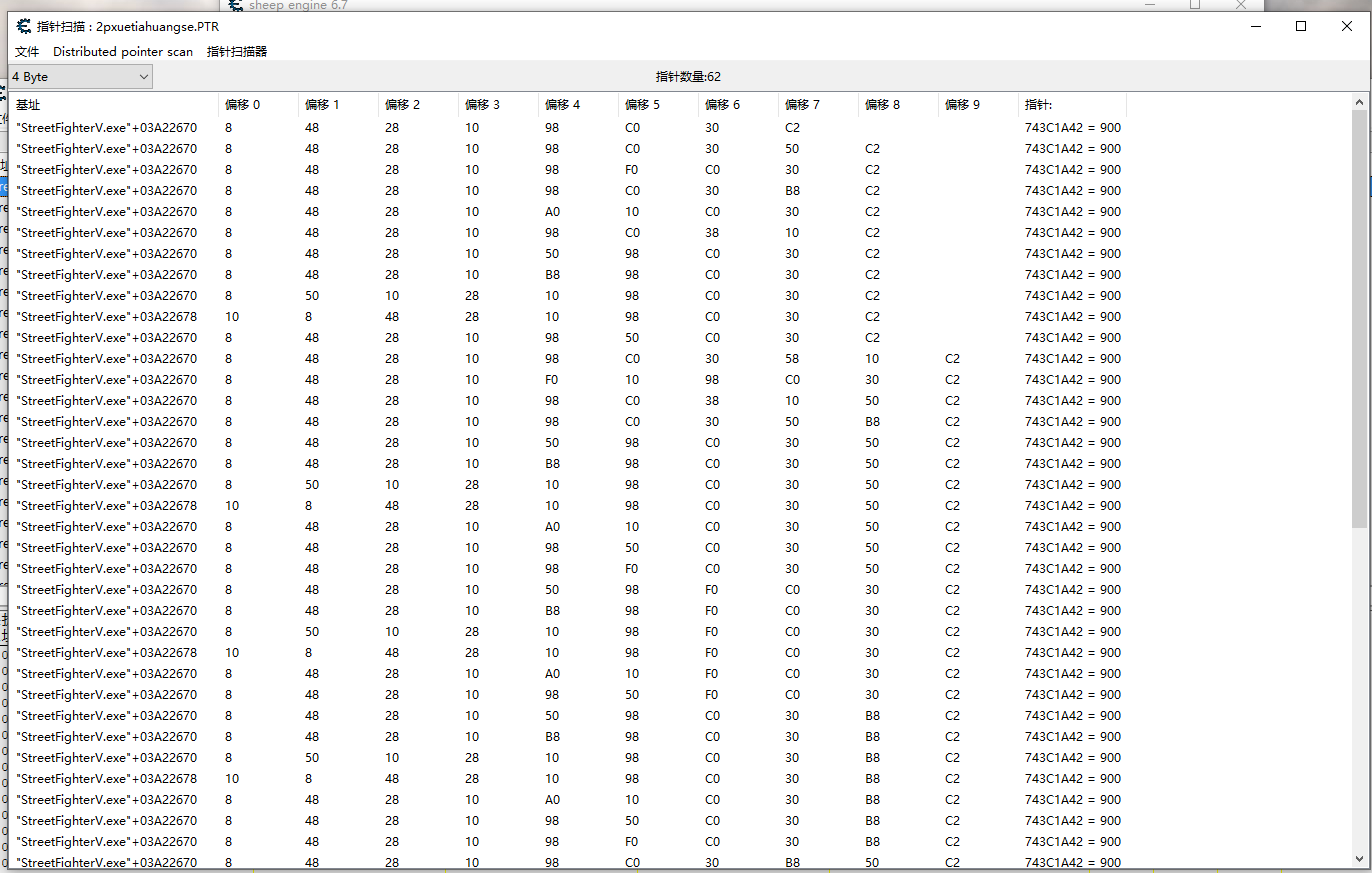 sheep engine 6.7
指针扫描 : 2pxuetiahuangse.PTR
文件 Distributed pointer scan 指针扫描器
4 Byte 指针数量:62
基址 偏移 0 偏移 1 偏移 2 偏移 3 偏移 4 偏移 5 偏移 6 偏移 7 偏移 8 偏移 9 指针:
"StreetFighterV.exe"+03A22670 8 48 28 10 98 C0 30 C2 743C1A42 = 900
"StreetFighterV.exe"+03A22670 8 48 28 10 98 C0 30 50 C2 743C1A42 = 900
"StreetFighterV.exe"+03A22670 8 48 28 10 98 F0 C0 30 C2 743C1A42 = 900
"StreetFighterV.exe"+03A22670 8 48 28 10 98 C0 30 B8 C2 743C1A42 = 900
"StreetFighterV.exe"+03A22670 8 48 28 10 A0 10 C0 30 C2 743C1A42 = 900
"StreetFighterV.exe"+03A22670 8 48 28 10 98 C0 38 10 C2 743C1A42 = 900
"StreetFighterV.exe"+03A22670 8 48 28 10 50 98 C0 30 C2 743C1A42 = 900
"StreetFighterV.exe"+03A22670 8 48 28 10 B8 98 C0 30 C2 743C1A42 = 900
"StreetFighterV.exe"+03A22670 8 50 10 28 10 98 C0 30 C2 743C1A42 = 900
"StreetFighterV.exe"+03A22678 10 8 48 28 10 98 C0 30 C2 743C1A42 = 900
"StreetFighterV.exe"+03A22670 8 48 28 10 98 50 C0 30 C2 743C1A42 = 900
"StreetFighterV.exe"+03A22670 8 48 28 10 98 C0 30 58 10 C2 743C1A42 = 900
"StreetFighterV.exe"+03A22670 8 48 28 10 F0 10 98 C0 30 C2 743C1A42 = 900
"StreetFighterV.exe"+03A22670 8 48 28 10 98 C0 38 10 50 C2 743C1A42 = 900
"StreetFighterV.exe"+03A22670 8 48 28 10 98 C0 30 50 B8 C2 743C1A42 = 900
"StreetFighterV.exe"+03A22670 8 48 28 10 50 98 C0 30 50 C2 743C1A42 = 900
"StreetFighterV.exe"+03A22670 8 48 28 10 B8 98 C0 30 50 C2 743C1A42 = 900
"StreetFighterV.exe"+03A22670 8 50 10 28 10 98 C0 30 50 C2 743C1A42 = 900
"StreetFighterV.exe"+03A22678 10 8 48 28 10 98 C0 30 50 C2 743C1A42 = 900
"StreetFighterV.exe"+03A22670 8 48 28 10 A0 10 C0 30 50 C2 743C1A42 = 900
"StreetFighterV.exe"+03A22670 8 48 28 10 98 50 C0 30 50 C2 743C1A42 = 900
"StreetFighterV.exe"+03A22670 8 48 28 10 98 F0 C0 30 50 C2 743C1A42 = 900
"StreetFighterV.exe"+03A22670 8 48 28 10 50 98 F0 C0 30 C2 743C1A42 = 900
"StreetFighterV.exe"+03A22670 8 48 28 10 B8 98 F0 C0 30 C2 743C1A42 = 900
"StreetFighterV.exe"+03A22670 8 50 10 28 10 98 F0 C0 30 C2 743C1A42 = 900
"StreetFighterV.exe"+03A22678 10 8 48 28 10 98 F0 C0 30 C2 743C1A42 = 900
"StreetFighterV.exe"+03A22670 8 48 28 10 A0 10 F0 C0 30 C2 743C1A42 = 900
"StreetFighterV.exe"+03A22670 8 48 28 10 98 50 F0 C0 30 C2 743C1A42 = 900
"StreetFighterV.exe"+03A22670 8 48 28 10 50 98 C0 30 B8 C2 743C1A42 = 900
"StreetFighterV.exe"+03A22670 8 48 28 10 B8 98 C0 30 B8 C2 743C1A42 = 900
"StreetFighterV.exe"+03A22670 8 50 10 28 10 98 C0 30 B8 C2 743C1A42 = 900
"StreetFighterV.exe"+03A22678 10 8 48 28 10 98 C0 30 B8 C2 743C1A42 = 900
"StreetFighterV.exe"+03A22670 8 48 28 10 A0 10 C0 30 B8 C2 743C1A42 = 900
"StreetFighterV.exe"+03A22670 8 48 28 10 98 50 C0 30 B8 C2 743C1A42 = 900
"StreetFighterV.exe"+03A22670 8 48 28 10 98 F0 C0 30 B8 C2 743C1A42 = 900
"StreetFighterV.exe"+03A22670 8 48 28 10 98 C0 30 B8 50 C2 743C1A42 = 900